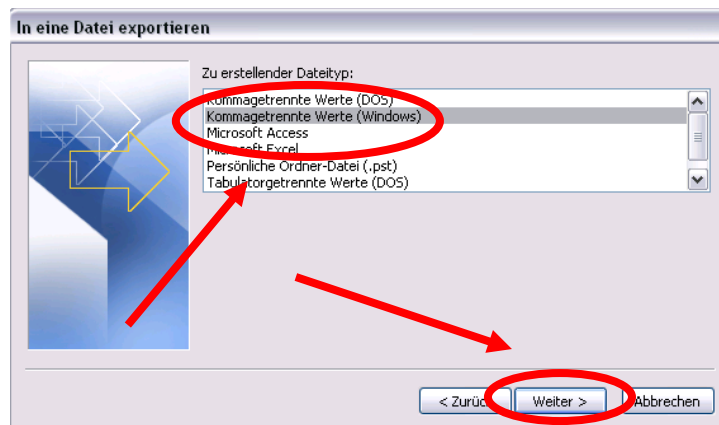 In eine Datei exportieren
Zu erstellender Dateityp:
Kommagetrennte Werte (DOS)
Kommagetrennte Werte (Windows)
Microsoft Access
Microsoft Excel
Persönliche Ordner-Datei (.pst)
Tabulatorgetrennte Werte (DOS)
< Zurück
Weiter >
Abbrechen